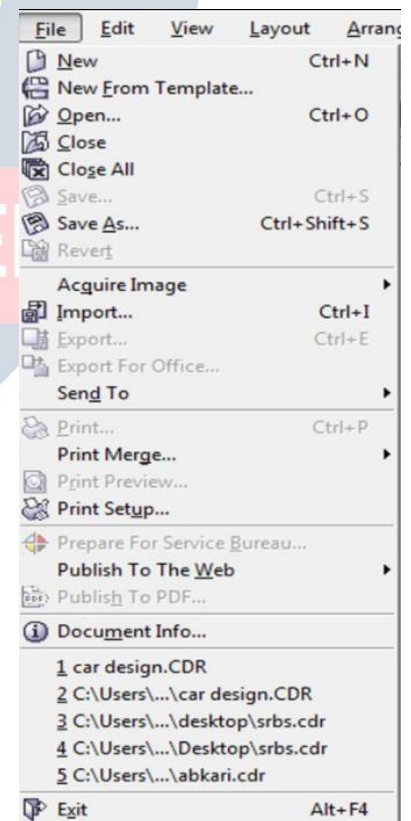 File Edit View Layout
New Ctrl+N
New From Template...
Open... Ctrl+O
Close
Close All
Save... Ctrl+S
Save As... Ctrl+Shift+S
Revert
Acquire Image
Import... Ctrl+I
Export... Ctrl+E
Export For Office...
Send To
Print... Ctrl+P
Print Merge...
Print Preview...
Print Setup...
Prepare For Service Bureau...
Publish To The Web
Publish To PDF...
Document Info...
1 car design.CDR
2 C:\Users\...\car design.CDR
3 C:\Users\...\desktop\srbs.cdr
4 C:\Users\...\Desktop\srbs.cdr
5 C:\Users\...\abkari.cdr
Exit Alt+F4